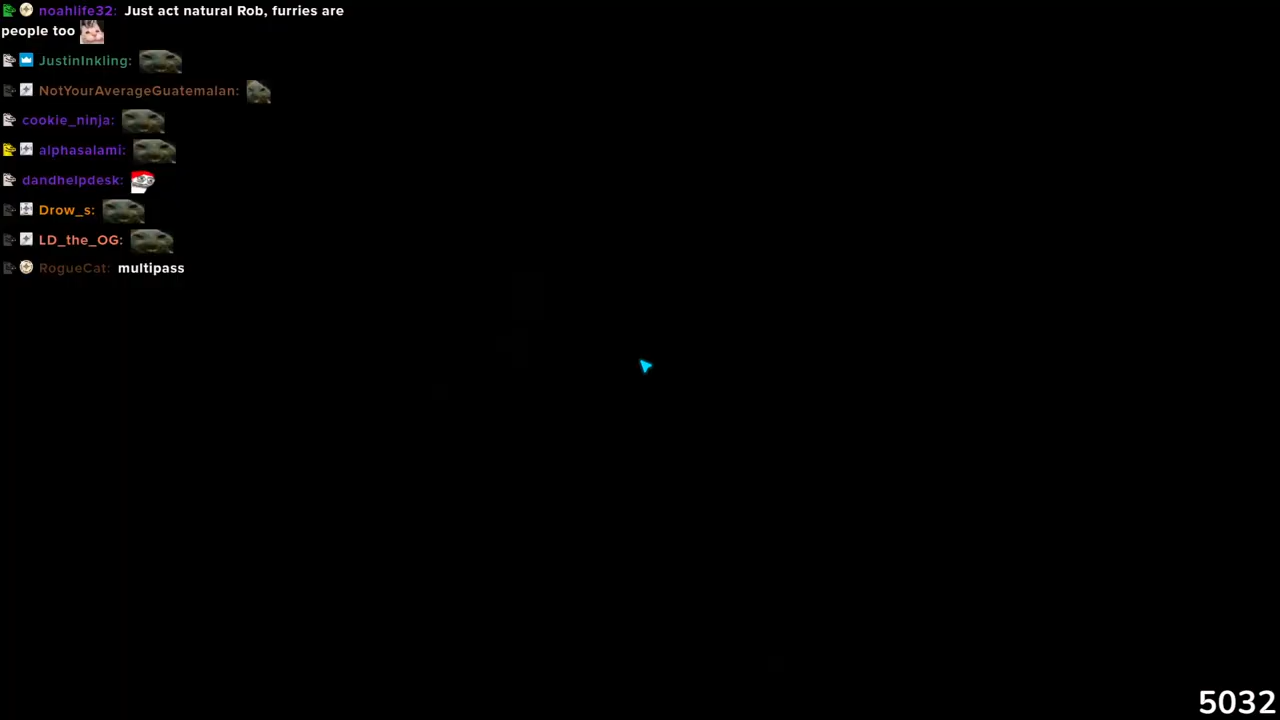 noahlife32: Just act natural Rob, furries are
people too
JustinInkling:
NotYourAverageGuatemalan:
cookie_ninja:
alphasalami:
dandhelpdesk:
Drow_s:
LD_the_OG:
RogueCat: multipass
5032